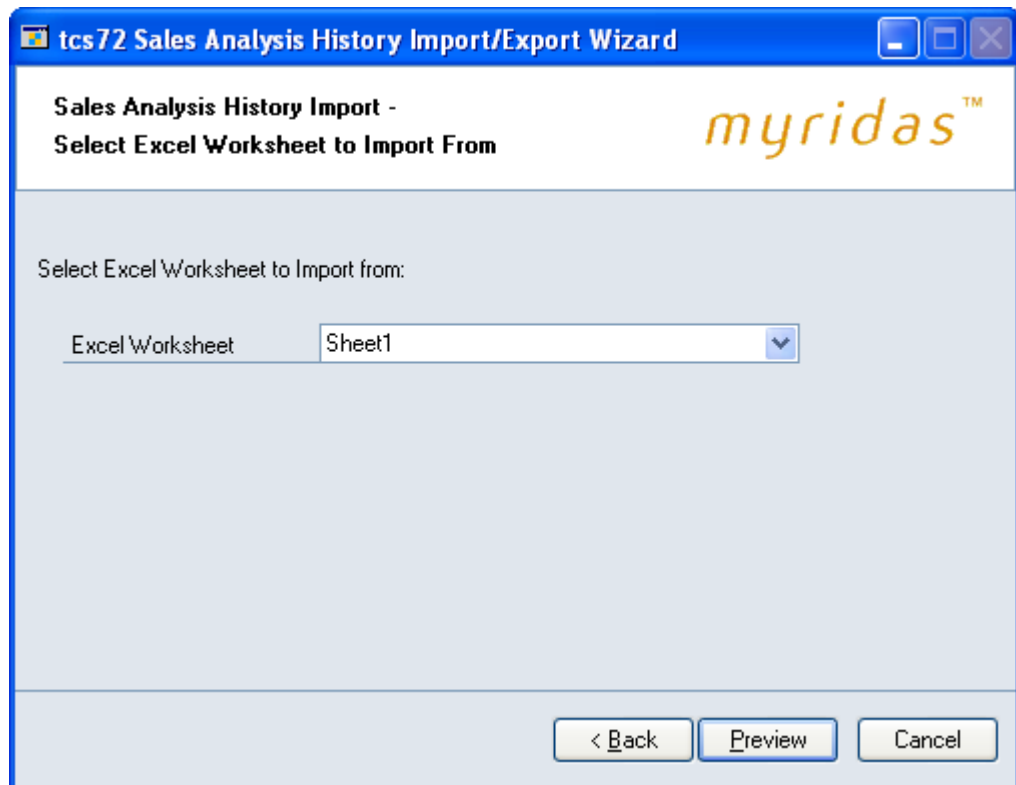 tcs72 Sales Analysis History Import/Export Wizard
Sales Analysis History Import -
Select Excel Worksheet to Import From
myridas™
Select Excel Worksheet to Import from:
Excel Worksheet Sheet1
< Back Preview Cancel